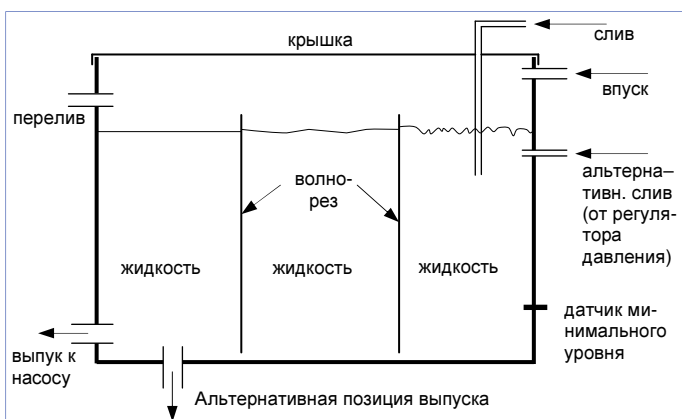 крышка
слив
впуск
перелив
альтерна–
тивн. слив
(от регуля-
тора
давления)
волно-
рез
жидкость
жидкость
жидкость
датчик ми-
нимального
уровня
выпук к
насосу
Альтернативная позиция выпуска